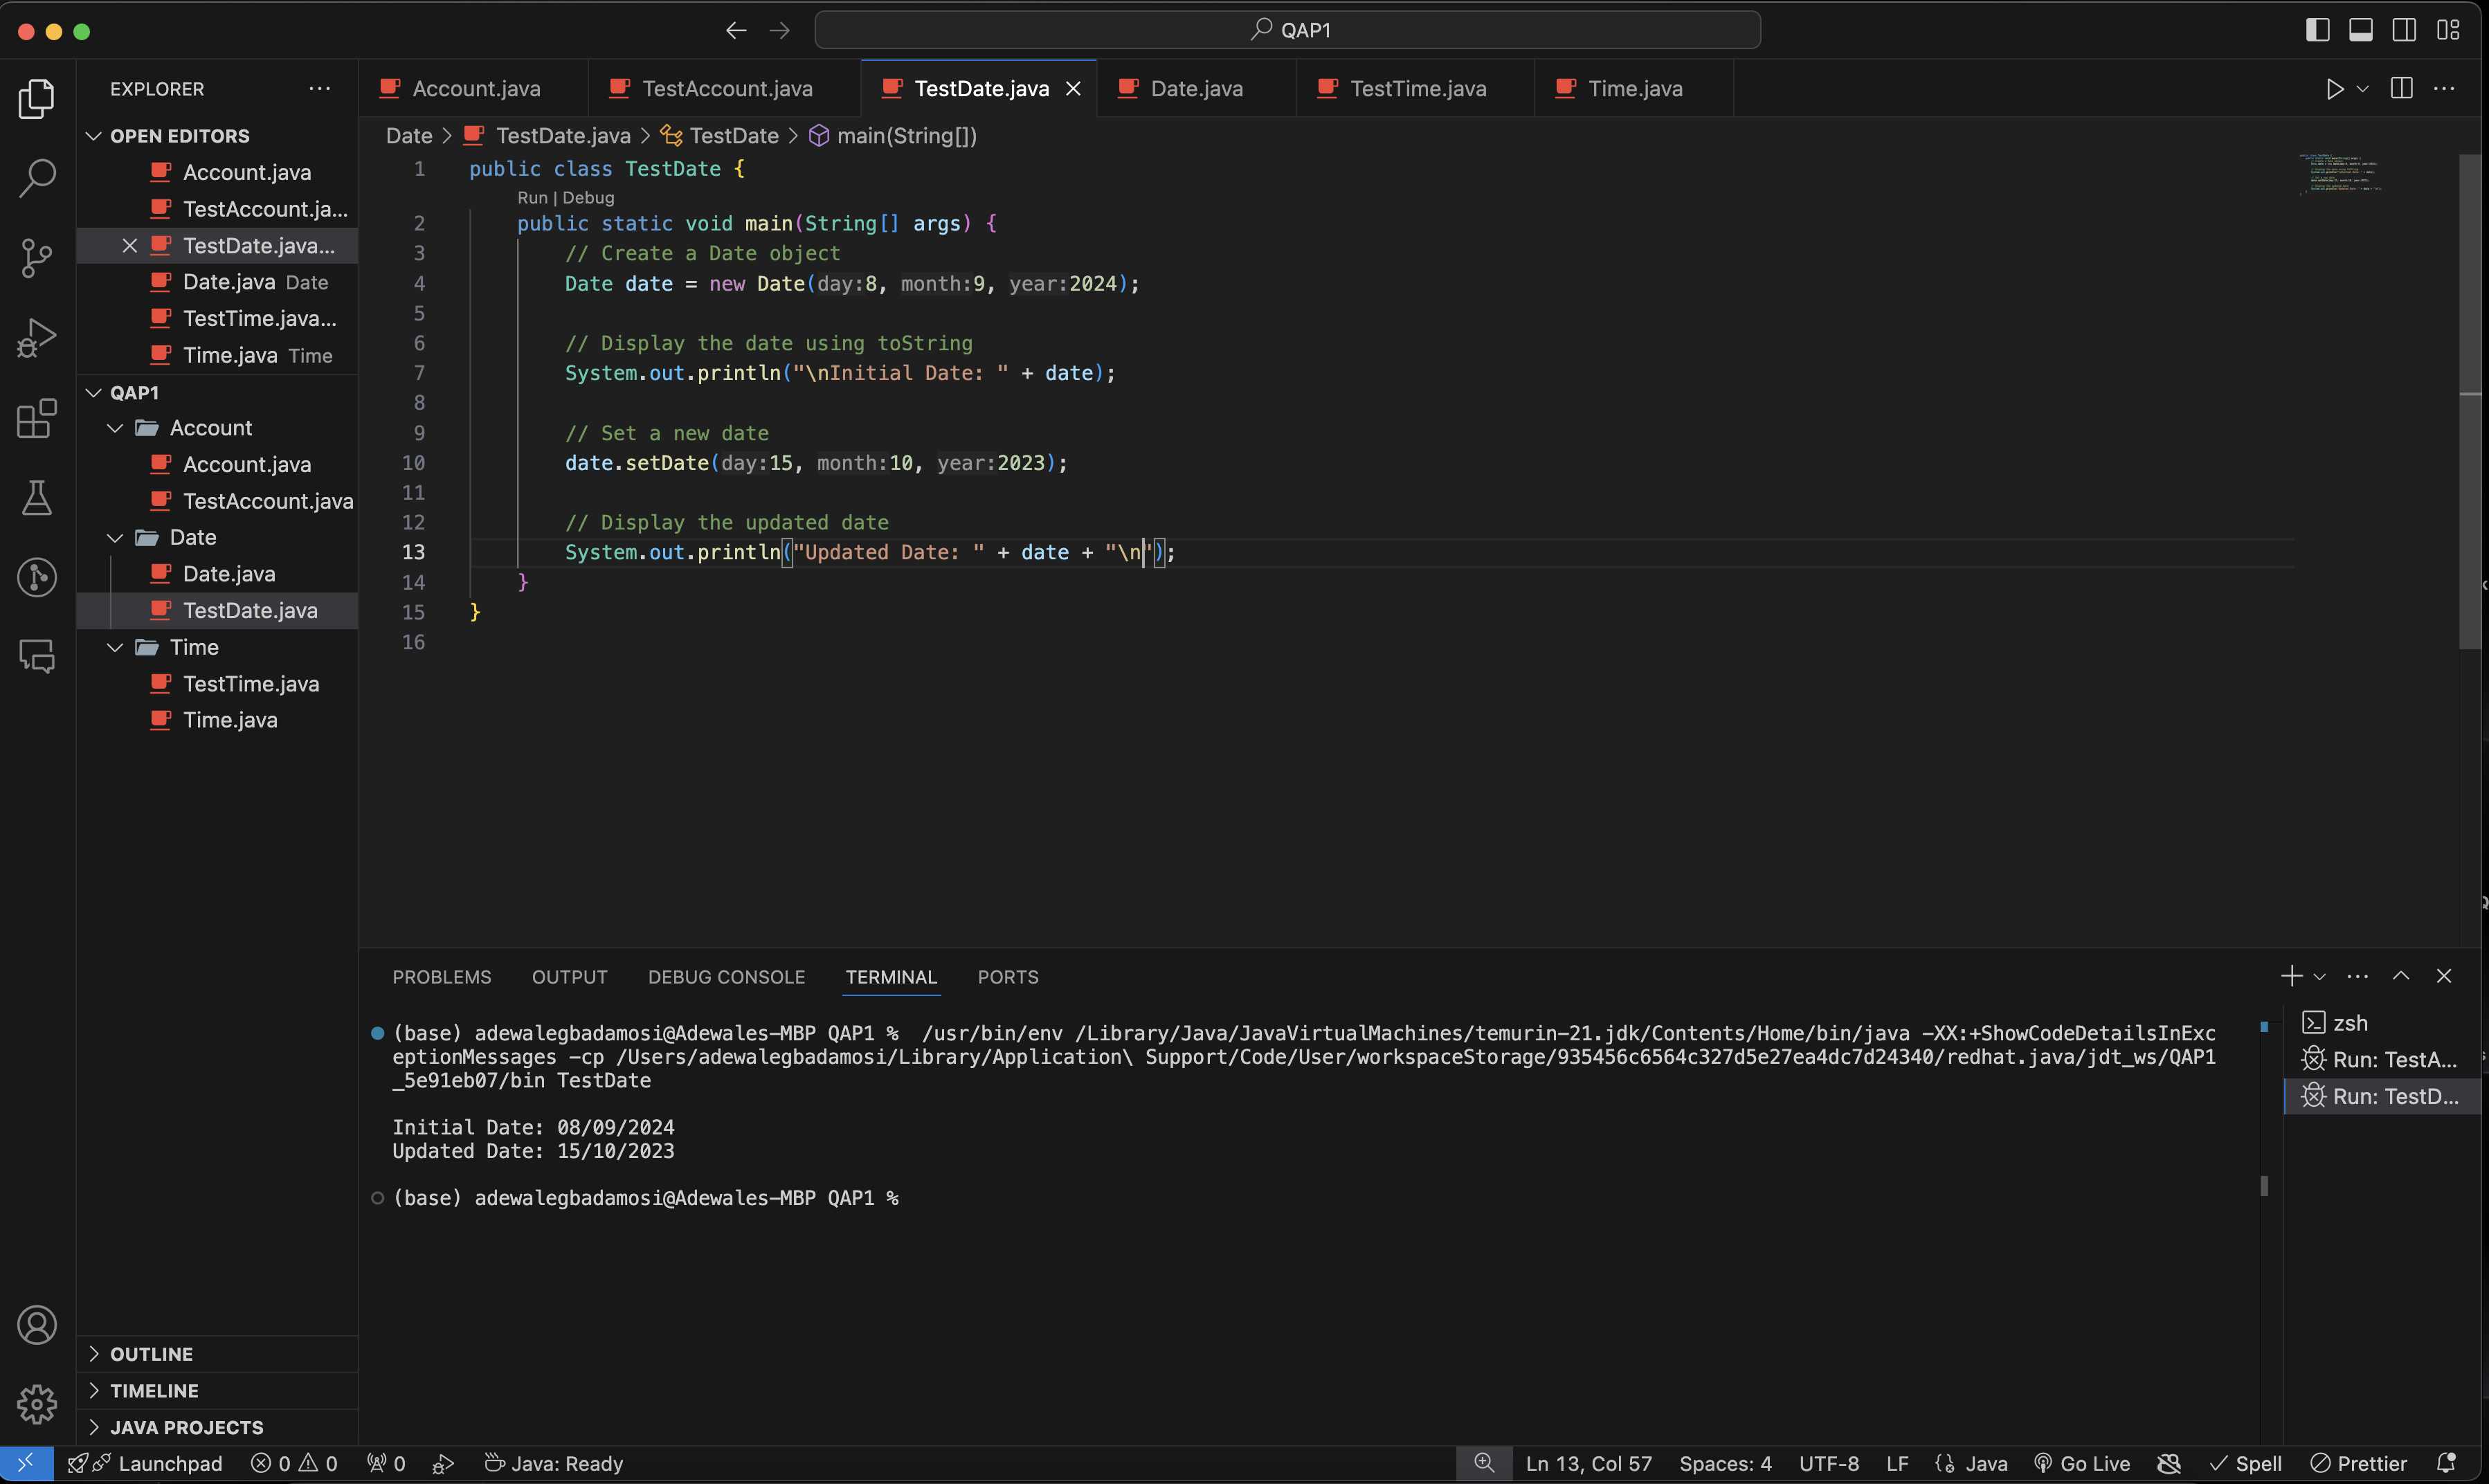 QAP1
EXPLORER
OPEN EDITORS
Account.java
TestAccount.ja...
TestDate.java...
Date.java Date
TestTime.java...
Time.java Time
QAP1
Account
Account.java
TestAccount.java
Date
Date.java
TestDate.java
Time
TestTime.java
Time.java
OUTLINE
TIMELINE
JAVA PROJECTS
Account.java
TestAccount.java
TestDate.java
Date.java
TestTime.java
Time.java
Date > TestDate.java > TestDate > main(String[])
1 public class TestDate {
Run | Debug
2 public static void main(String[] args) {
3 // Create a Date object
4 Date date = new Date(day:8, month:9, year:2024);
5
6 // Display the date using toString
7 System.out.println("\nInitial Date: " + date);
8
9 // Set a new date
10 date.setDate(day:15, month:10, year:2023);
11
12 // Display the updated date
13 System.out.println("Updated Date: " + date + "\n");
14 }
15 }
16
PROBLEMS OUTPUT DEBUG CONSOLE TERMINAL PORTS
(base) adewalegbadamosi@Adewales-MBP QAP1 % /usr/bin/env /Library/Java/JavaVirtualMachines/temurin-21.jdk/Contents/Home/bin/java -XX:+ShowCodeDetailsInExc
eptionMessages -cp /Users/adewalegbadamosi/Library/Application\ Support/Code/User/workspaceStorage/935456c6564c327d5e27ea4dc7d24340/redhat.java/jdt_ws/QAP1
_5e91eb07/bin TestDate
Initial Date: 08/09/2024
Updated Date: 15/10/2023
(base) adewalegbadamosi@Adewales-MBP QAP1 %
zsh
Run: TestA...
Run: TestD...
Launchpad 0 0 0 Java: Ready Ln 13, Col 57 Spaces: 4 UTF-8 LF Java Go Live Spell Prettier